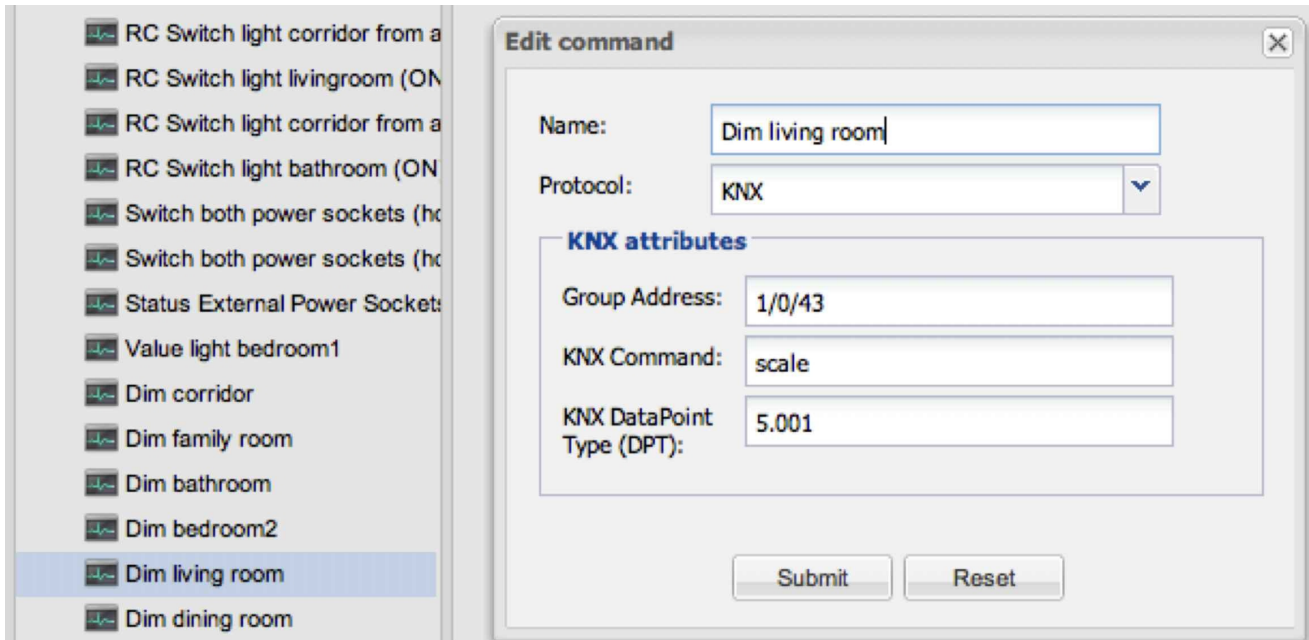 RC Switch light corridor from a
RC Switch light livingroom (ON
RC Switch light corridor from a
RC Switch light bathroom (ON
Switch both power sockets (ho
Switch both power sockets (ho
Status External Power Sockets
Value light bedroom1
Dim corridor
Dim family room
Dim bathroom
Dim bedroom2
Dim living room
Dim dining room
Edit command
Name: Dim living room
Protocol: KNX
KNX attributes
Group Address: 1/0/43
KNX Command: scale
KNX DataPoint
Type (DPT): 5.001
Submit Reset